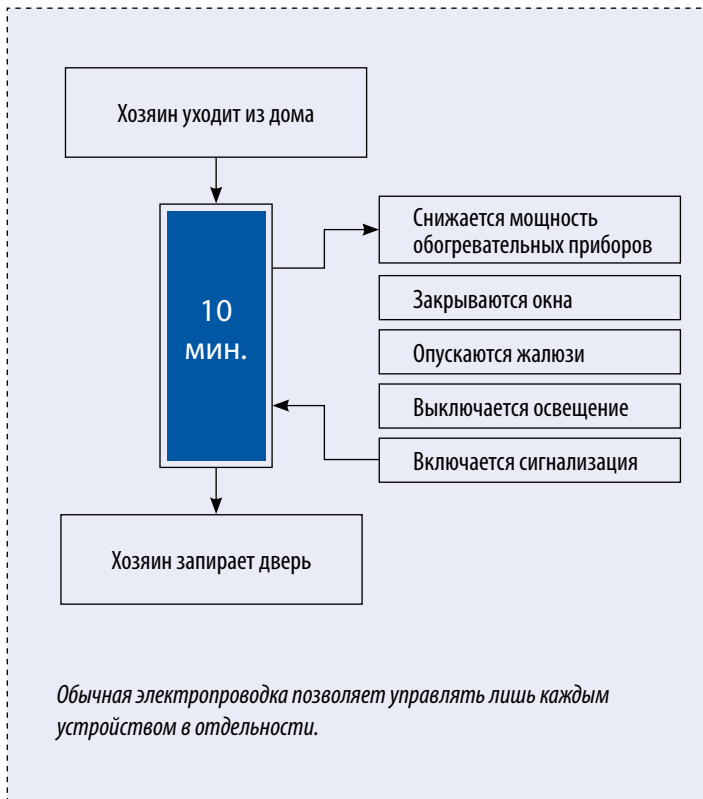 Хозяин уходит из дома
10
мин.
Снижается мощность
обогревательных приборов
Закрываются окна
Опускаются жалюзи
Выключается освещение
Включается сигнализация
Хозяин запирает дверь
Обычная электропроводка позволяет управлять лишь каждым
устройством в отдельности.